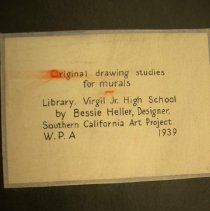 Original drawing studies
for murals
Library. Virgil Jr. High School
by Bessie Heller, Designer.
Southern California Art Project
W.P.A 1939